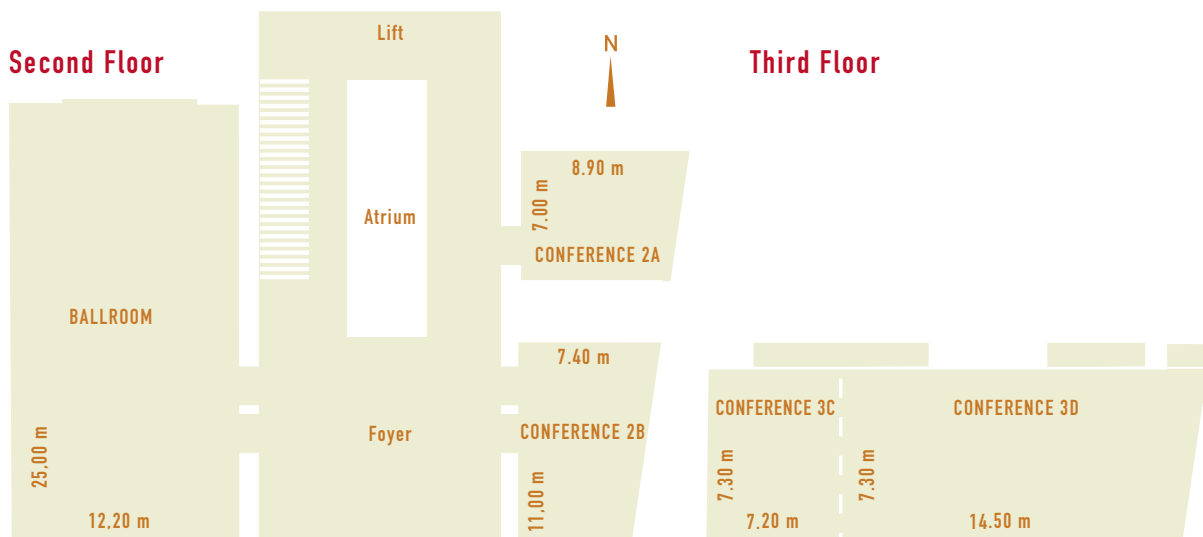 Second Floor
Lift
N
Third Floor
8.90 m
7.00 m
Atrium
CONFERENCE 2A
BALLROOM
7.40 m
CONFERENCE 3C
CONFERENCE 3D
Foyer
CONFERENCE 2B
25,00 m
11,00 m
7.30 m
7.30 m
12,20 m
7.20 m
14.50 m